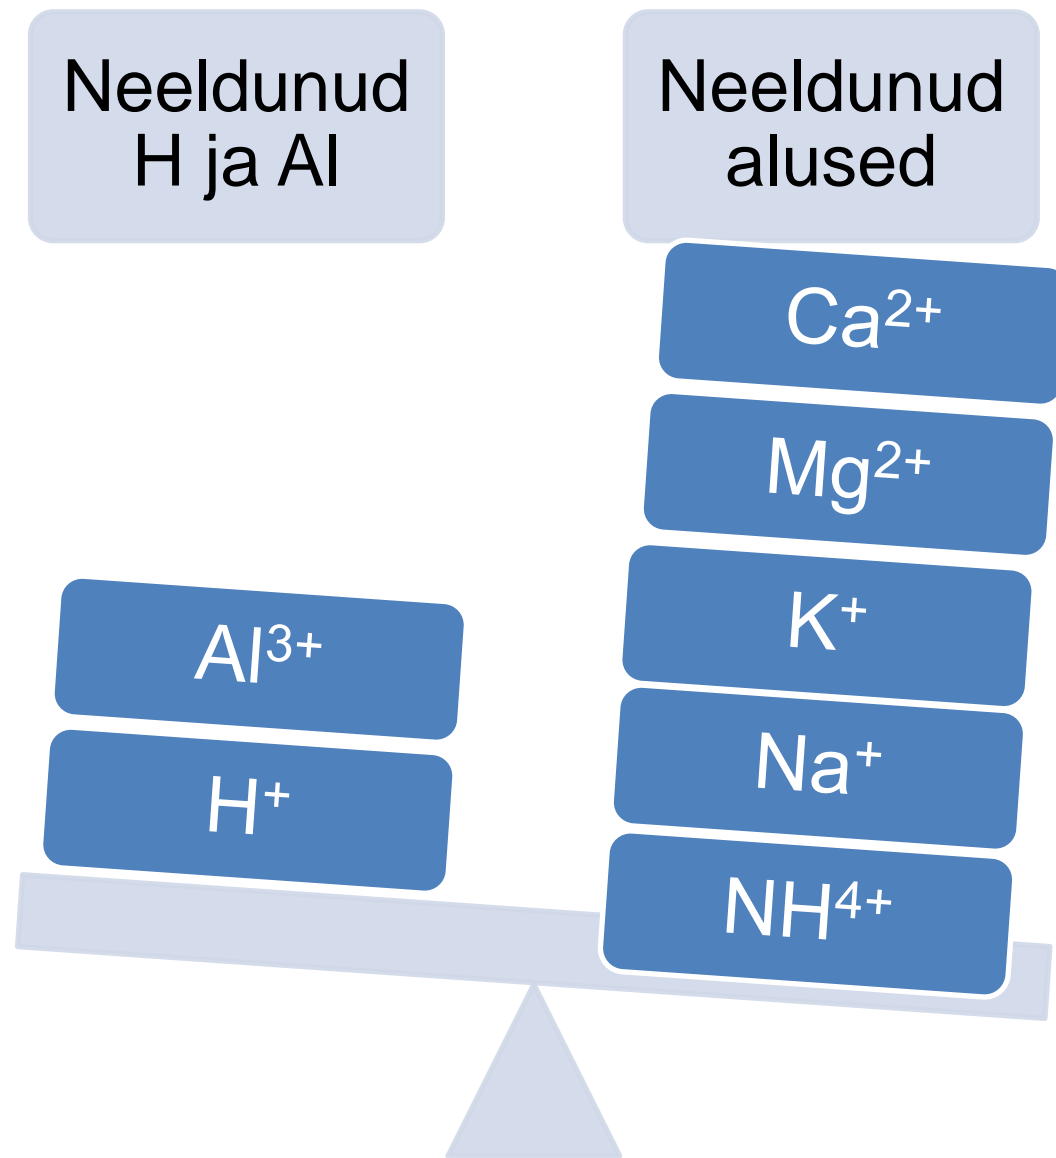 Neeldunud
H ja Al
Neeldunud
alused
Al³⁺
H⁺
Ca²⁺
Mg²⁺
K⁺
Na⁺
NH⁴⁺